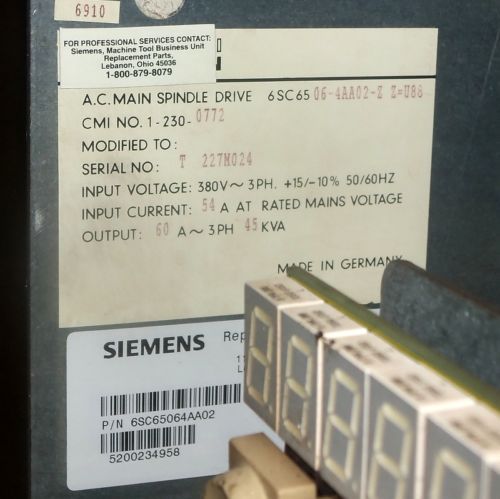 6910
FOR PROFESSIONAL SERVICES CONTACT:
Siemens, Machine Tool Business Unit
Replacement Parts,
Lebanon, Ohio 45036
1-800-879-8079
A.C. MAIN SPINDLE DRIVE 6SC65 06-4AA02-Z Z=U88
CMI NO. 1-230-0772
MODIFIED TO:
SERIAL NO: T 227M024
INPUT VOLTAGE: 380V~ 3PH. +15/-10% 50/60HZ
INPUT CURRENT: 54 A AT RATED MAINS VOLTAGE
OUTPUT: 60 A~ 3PH 45 KVA
MADE IN GERMANY
SIEMENS
P/N 6SC65064AA02
5200234958